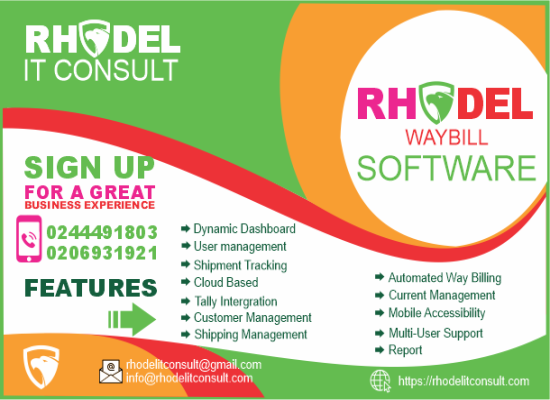 RHODEL
IT CONSULT
RHODEL
WAYBILL
SOFTWARE
SIGN UP
FOR A GREAT
BUSINESS EXPERIENCE
0244491803
0206931921
FEATURES
Dynamic Dashboard
User management
Shipment Tracking
Cloud Based
Tally Intergration
Customer Management
Shipping Management
Automated Way Billing
Current Management
Mobile Accessibility
Multi-User Support
Report
rhodelitconsult@gmail.com
info@rhodelitconsult.com
https://rhodelitconsult.com